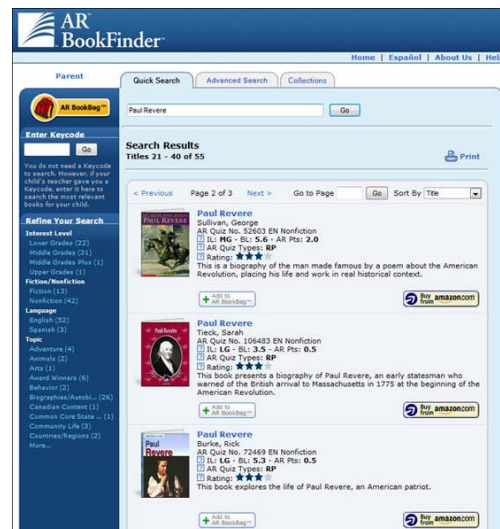 AR
BookFinder™
Home | Español | About Us | Help
Parent
Quick Search
Advanced Search
Collections
AR BookBag™
Paul Revere
Go
Enter Keycode
Go
You do not need a Keycode
to search. However, if your
child's teacher gave you a
Keycode, enter it here to
search the most relevant
books for your child.
Search Results
Titles 21 - 40 of 55
Print
< Previous Page 2 of 3 Next > Go to Page Go Sort By Title
Refine Your Search
Interest Level
Lower Grades (22)
Middle Grades (31)
Middle Grades Plus (1)
Upper Grades (1)
Fiction/Nonfiction
Fiction (13)
Nonfiction (42)
Language
English (52)
Spanish (3)
Topic
Adventure (4)
Animals (2)
Arts (1)
Award Winners (6)
Behavior (2)
Biographies/Autobi... (26)
Canadian Content (1)
Common Core State ... (1)
Community Life (3)
Countries/Regions (2)
More...
PAUL REVERE
Paul Revere
Sullivan, George
AR Quiz No. 52603 EN Nonfiction
? IL: MG - BL: 5.6 - AR Pts: 2.0
? AR Quiz Types: RP
? Rating:
This is a biography of the man made famous by a poem about the American
Revolution, placing his life and work in real historical context.
+ Add to
AR BookBag™
Buy from amazon.com
Paul Revere
Paul Revere
Tieck, Sarah
AR Quiz No. 106483 EN Nonfiction
? IL: LG - BL: 3.5 - AR Pts: 0.5
? AR Quiz Types: RP
? Rating:
This book presents a biography of Paul Revere, an early statesman who
warned of the British arrival to Massachusetts in 1775 at the beginning of the
American Revolution.
+ Add to
AR BookBag™
Buy from amazon.com
Paul
Revere
Paul Revere
Burke, Rick
AR Quiz No. 72469 EN Nonfiction
? IL: LG - BL: 5.3 - AR Pts: 0.5
? AR Quiz Types: RP
? Rating:
This book explores the life of Paul Revere, an American patriot.
+ Add to
AR BookBag™
Buy from amazon.com